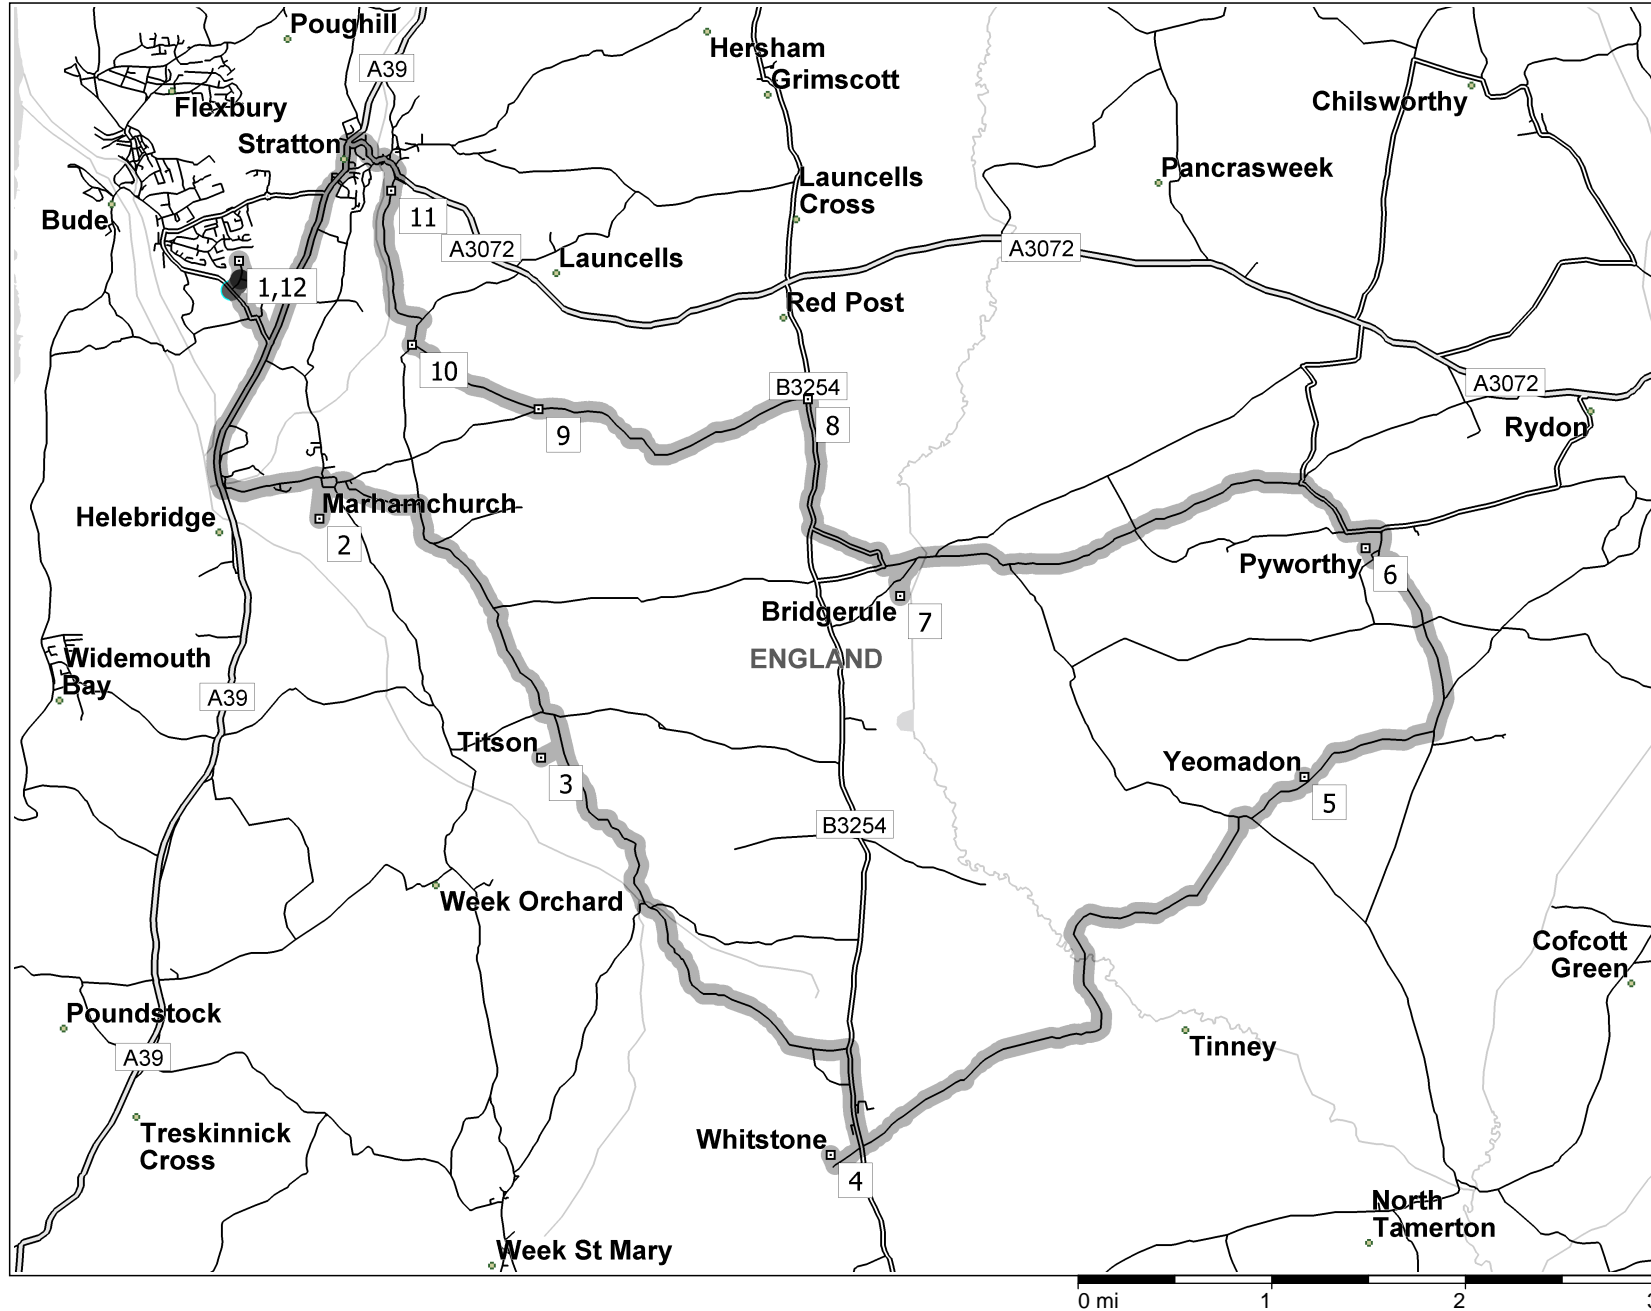 Poughill
A39
Hersham
Grimscott
Flexbury
Chilsworthy
Stratton
Pancrasweek
Launcells
Cross
Bude
11
A3072
A3072
Launcells
1,12
Red Post
10
B3254
A3072
8
9
Rydon
Marhamchurch
Helebridge
2
Pyworthy
6
Bridgerule
7
ENGLAND
Widemouth
Bay
A39
Titson
3
Yeomadon
5
B3254
Week Orchard
Cofcott
Green
Poundstock
Tinney
A39
Treskinnick
Cross
Whitstone
4
North
Tamerton
Week St Mary
0 mi 1 2 3